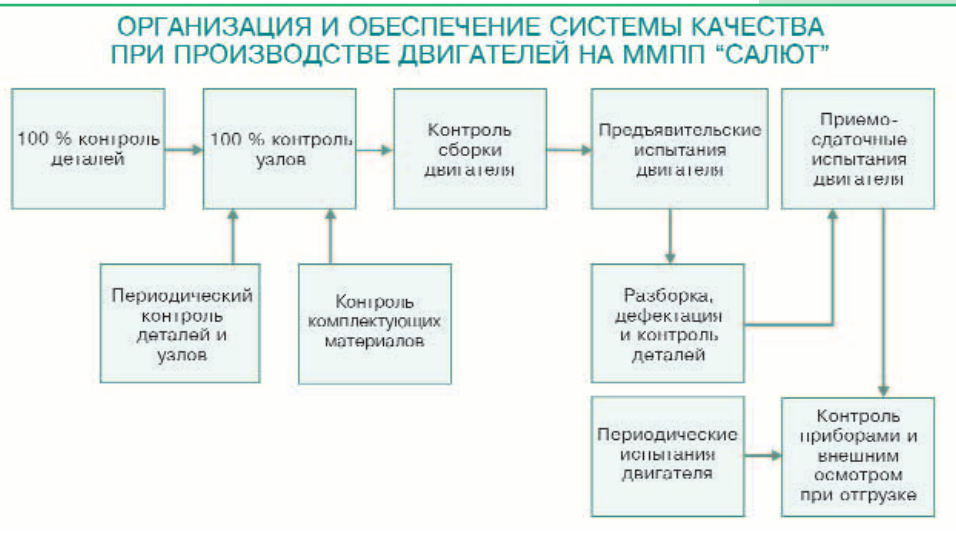 ОРГАНИЗАЦИЯ И ОБЕСПЕЧЕНИЕ СИСТЕМЫ КАЧЕСТВА
ПРИ ПРОИЗВОДСТВЕ ДВИГАТЕЛЕЙ НА ММПП “САЛЮТ”
100 % контроль
деталей
100 % контроль
узлов
Контроль
сборки
двигателя
Предъявительские
испытания
двигателя
Приемо-
сдаточные
испытания
двигателя
Периодический
контроль
деталей и
узлов
Контроль
комплектующих
материалов
Разборка,
дефектация
и контроль
деталей
Периодические
испытания
двигателя
Контроль
приборами и
внешним
осмотром
при отгрузке